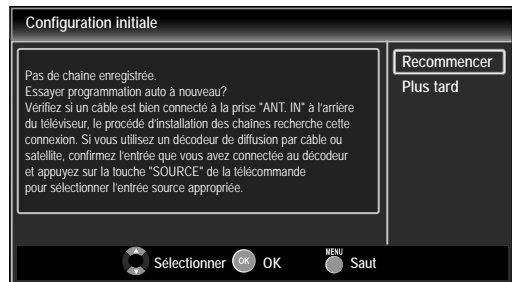 Configuration initiale
Pas de chaîne enregistrée.
Essayer programmation auto à nouveau?
Vérifiez si un câble est bien connecté à la prise "ANT. IN" à l'arrière
du téléviseur, le procédé d'installation des chaînes recherche cette
connexion. Si vous utilisez un décodeur de diffusion par câble ou
satellite, confirmez l'entrée que vous avez connectée au décodeur
et appuyez sur la touche "SOURCE" de la télécommande
pour sélectionner l'entrée source appropriée.
Recommencer
Plus tard
Sélectionner OK OK MENU Saut